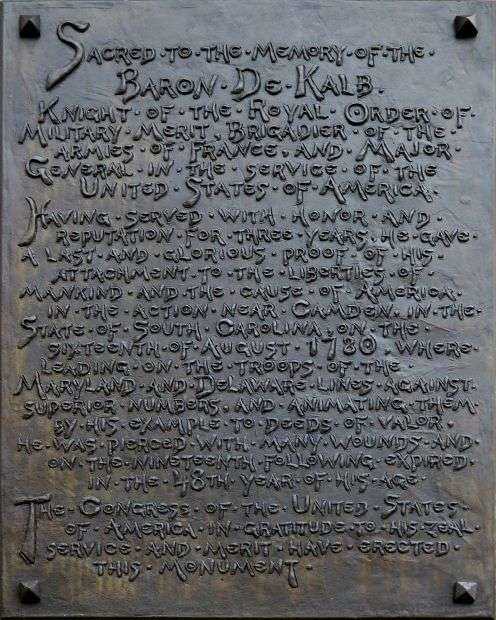 Sacred · to · the · Memory · of · the ·
Baron · De · Kalb.
Knight · of · the · Royal · Order · of ·
Military · Merit, Brigadier · of · the ·
armies · of · France, and · Major ·
General · in · the · service · of · the
United · States · of · America.
Having · served · with · honor · and ·
reputation · for · three · years, he · gave ·
a last · and · glorious · proof · of · his ·
attachment · to · the · liberties · of
mankind · and · the · cause · of · America ·
in · the · action · near · Camden, in · the ·
State · of · South · Carolina, on · the ·
sixteenth · of · August · 1780, where ·
leading · on · the · troops · of · the ·
Maryland · and · Delaware · lines · against ·
superior · numbers, and · animating · them ·
by · his · example · to · deeds · of · valor,
he · was · pierced · with · many · wounds · and ·
on · the · nineteenth · following · expired,
in · the · 48th · year · of · his · age ·
The · Congress · of · the · United · States ·
of · America · in · gratitude · to · his · zeal ·
service · and · merit · have · erected ·
this · monument ·